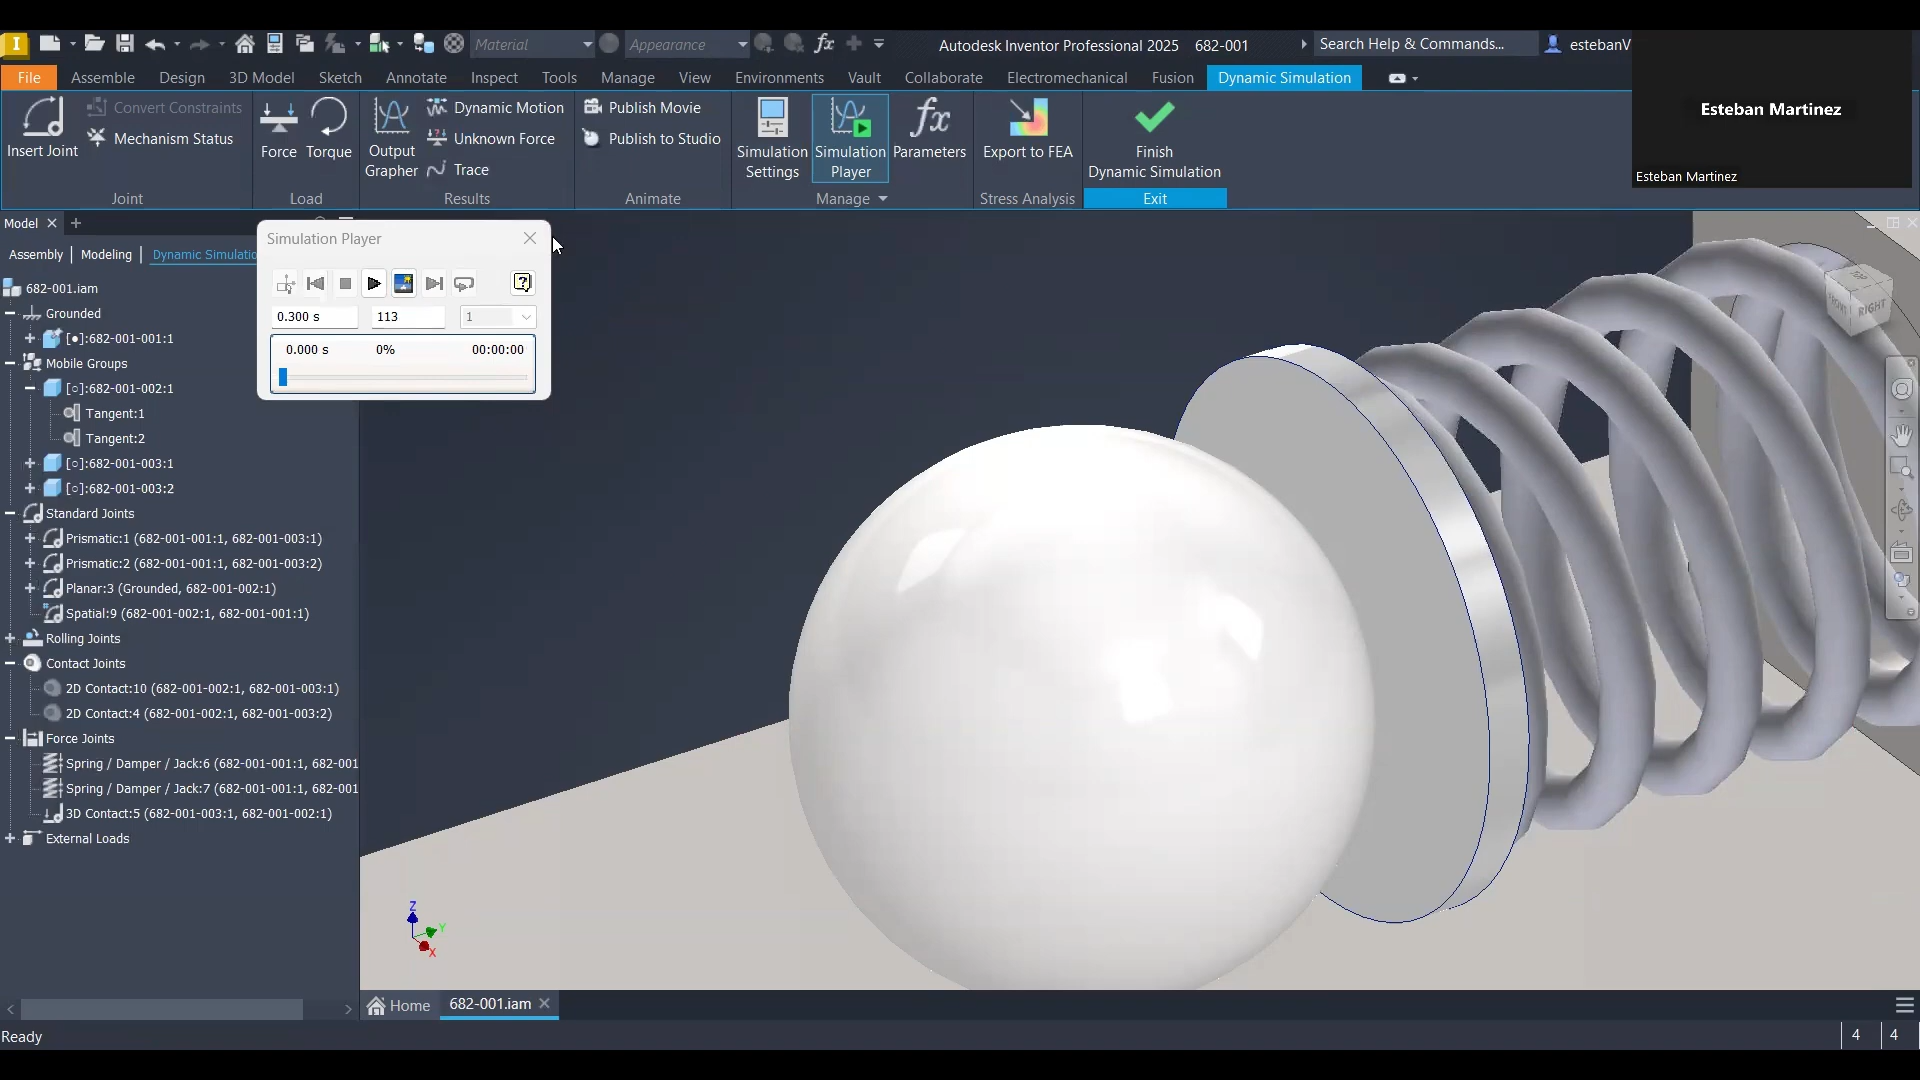 Material
Appearance
fx
Autodesk Inventor Professional 2025 682-001
Search Help & Commands...
estebanV
File
Assemble
Design
3D Model
Sketch
Annotate
Inspect
Tools
Manage
View
Environments
Vault
Collaborate
Electromechanical
Fusion
Dynamic Simulation
Esteban Martinez
Esteban Martinez
Insert Joint
Convert Constraints
Mechanism Status
Joint
Force
Torque
Load
Output
Grapher
Dynamic Motion
Unknown Force
Trace
Results
Publish Movie
Publish to Studio
Animate
Simulation
Settings
Simulation
Player
fx
Parameters
Manage
Export to FEA
Stress Analysis
Finish
Dynamic Simulation
Exit
Model
Assembly
Modeling
Dynamic Simulatio
682-001.iam
Grounded
[●]:682-001-001:1
Mobile Groups
[○]:682-001-002:1
Tangent:1
Tangent:2
[○]:682-001-003:1
[○]:682-001-003:2
Standard Joints
Prismatic:1 (682-001-001:1, 682-001-003:1)
Prismatic:2 (682-001-001:1, 682-001-003:2)
Planar:3 (Grounded, 682-001-002:1)
Spatial:9 (682-001-002:1, 682-001-001:1)
Rolling Joints
Contact Joints
2D Contact:10 (682-001-002:1, 682-001-003:1)
2D Contact:4 (682-001-002:1, 682-001-003:2)
Force Joints
Spring / Damper / Jack:6 (682-001-001:1, 682-001
Spring / Damper / Jack:7 (682-001-001:1, 682-001
3D Contact:5 (682-001-003:1, 682-001-002:1)
External Loads
Simulation Player
0.300 s
113
1
0.000 s
0%
00:00:00
TOP
FRONT
RIGHT
Z
Y
X
Home
682-001.iam
Ready
4
4